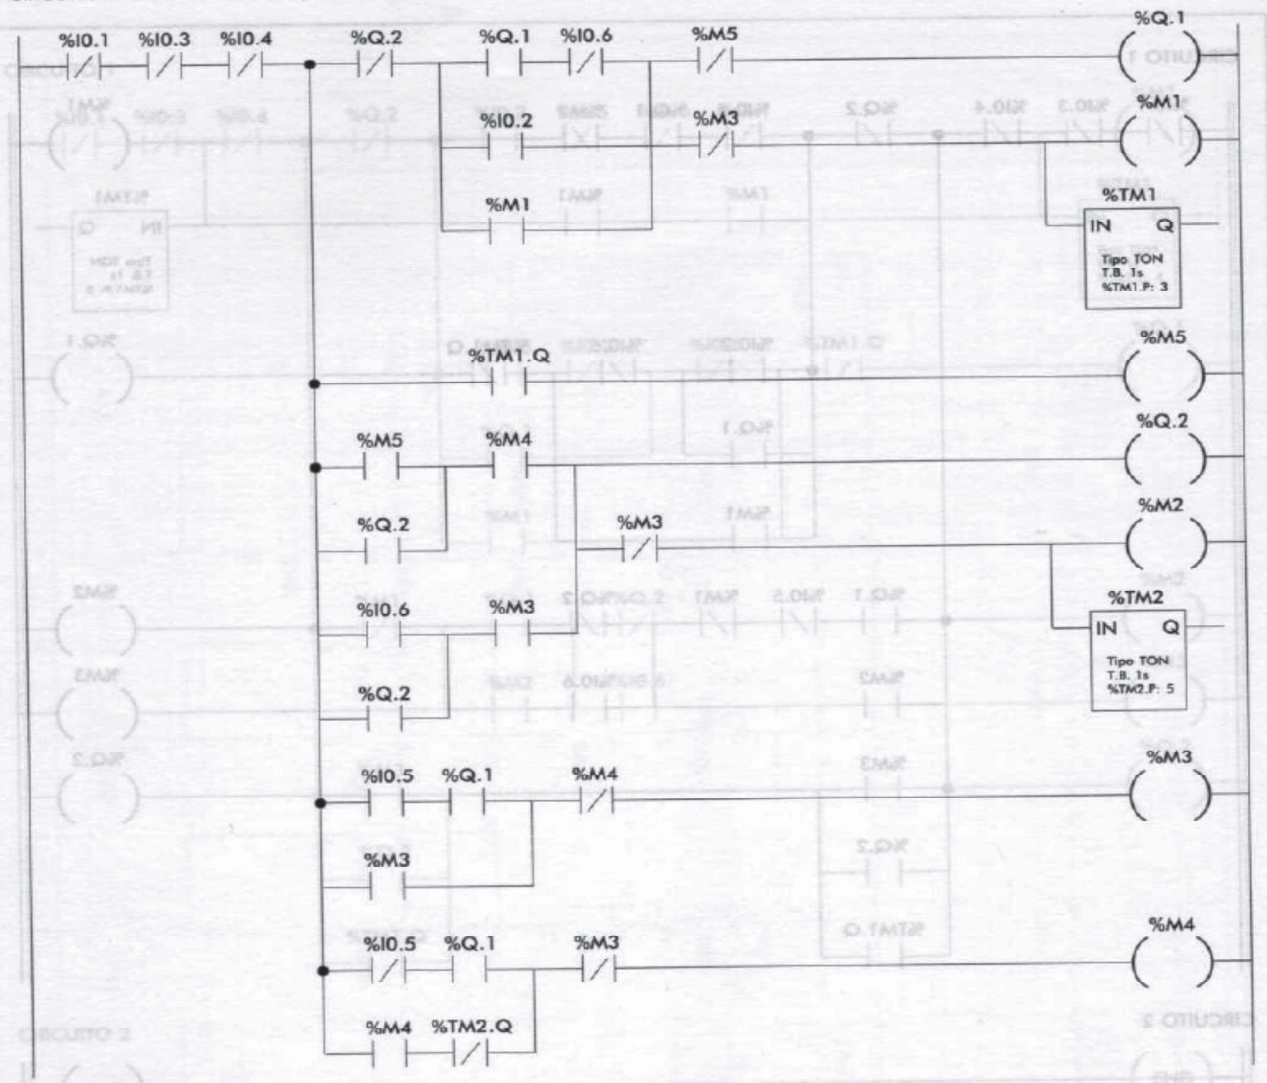 %I0.1 %I0.3 %I0.4 %Q.2 %Q.1 %I0.6 %M5 %Q.1
%I0.2 %M3 %M1
%M1
%TM1
IN Q
Tipo TON
T.B. 1s
%TM1.P: 3
%TM1.Q %M5
%M5 %M4 %Q.2
%Q.2 %M3 %M2
%I0.6 %M3
%TM2
IN Q
Tipo TON
T.B. 1s
%TM2.P: 5
%Q.2
%I0.5 %Q.1 %M4 %M3
%M3
%I0.5 %Q.1 %M3 %M4
%M4 %TM2.Q